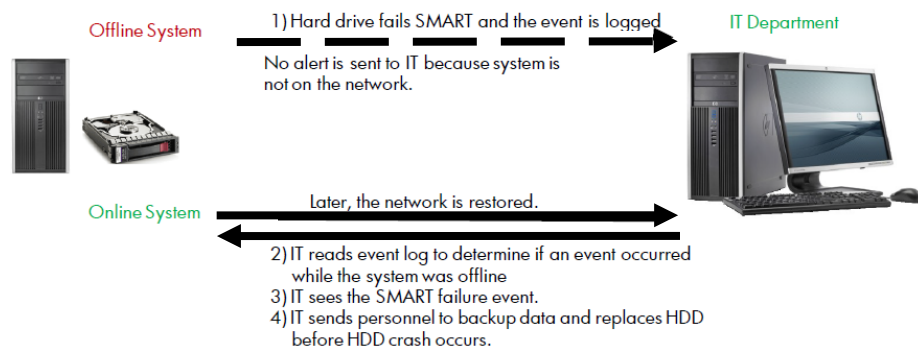 Offline System
1) Hard drive fails SMART and the event is logged
IT Department
No alert is sent to IT because system is
not on the network.
Online System
Later, the network is restored.
2) IT reads event log to determine if an event occurred
while the system was offline
3) IT sees the SMART failure event.
4) IT sends personnel to backup data and replaces HDD
before HDD crash occurs.